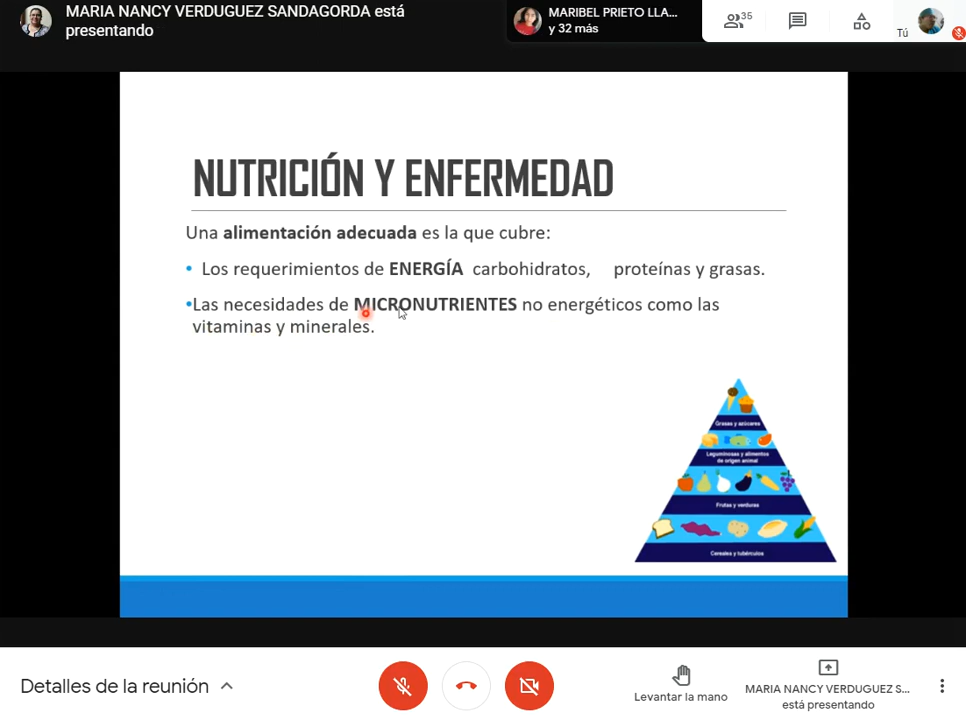 MARIA NANCY VERDUGUEZ SANDAGORDA está
presentando
MARIBEL PRIETO LLA...
y 32 más
35
Tú
NUTRICIÓN Y ENFERMEDAD
Una alimentación adecuada es la que cubre:
• Los requerimientos de ENERGÍA carbohidratos, proteínas y grasas.
•Las necesidades de MICRONUTRIENTES no energéticos como las
vitaminas y minerales.
Grasas y azúcares
Leguminosas y alimentos
de origen animal
Frutas y verduras
Cereales y tubérculos
Detalles de la reunión
Levantar la mano
MARIA NANCY VERDUGUEZ S...
está presentando